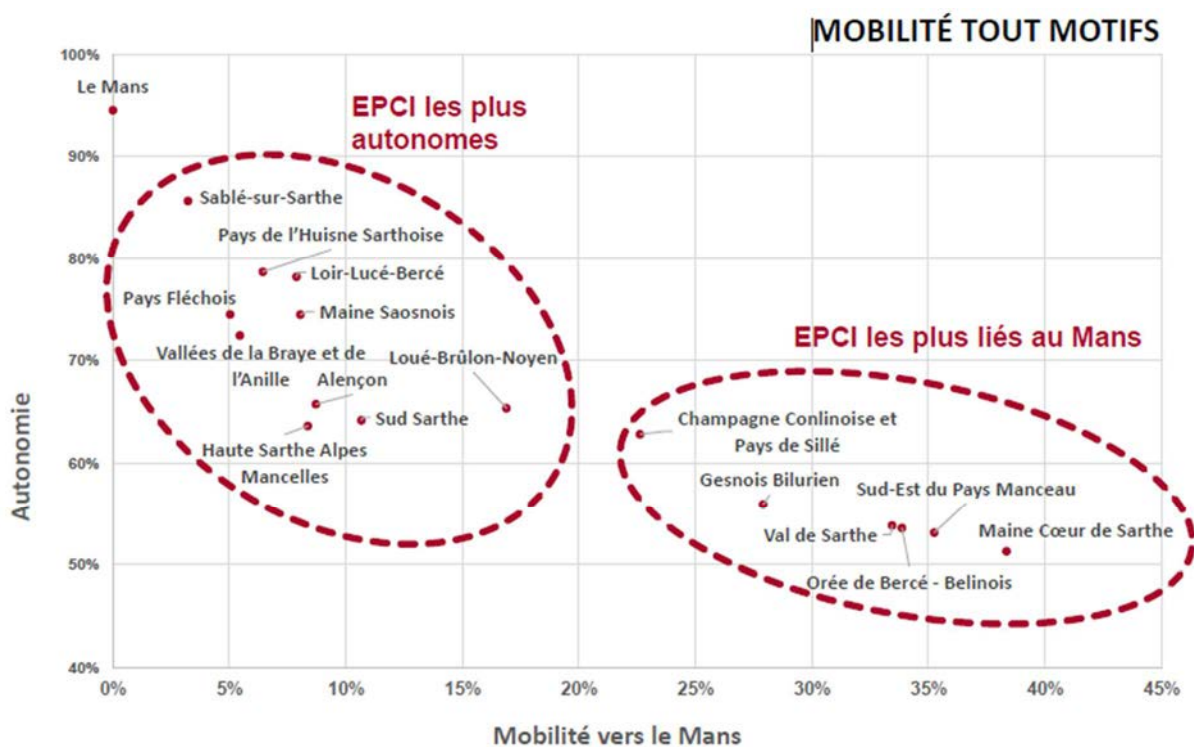 MOBILITÉ TOUT MOTIFS
100%
Le Mans
EPCI les plus
autonomes
90%
Sablé-sur-Sarthe
Pays de l'Huisne Sarthoise
80%
Loir-Lucé-Bercé
Pays Fléchois
Maine Saosnois
EPCI les plus liés au Mans
70%
Vallées de la Braye et de
l'Anille
Loué-Brûlon-Noyen
Alençon
Sud Sarthe
Haute Sarthe Alpes
Mancelles
Champagne Conlinoise et
Pays de Sillé
60%
Gesnois Bilurien
Sud-Est du Pays Manceau
Val de Sarthe
Maine Cœur de Sarthe
Orée de Bercé - Belinois
50%
40%
Autonomie
0% 5% 10% 15% 20% 25% 30% 35% 40% 45%
Mobilité vers le Mans